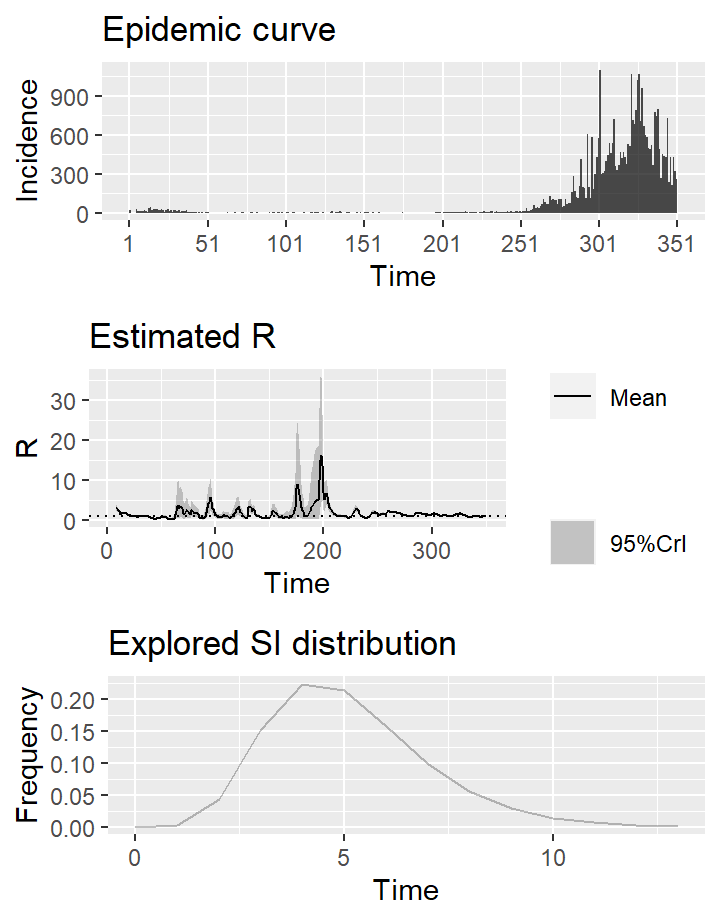 Epidemic curve
Incidence
900
600
300
0
1 51 101 151 201 251 301 351
Time
Estimated R
R
30
20
10
0
0 100 200 300
Time
Mean
95%CrI
Explored SI distribution
Frequency
0.20
0.15
0.10
0.05
0.00
0 5 10
Time